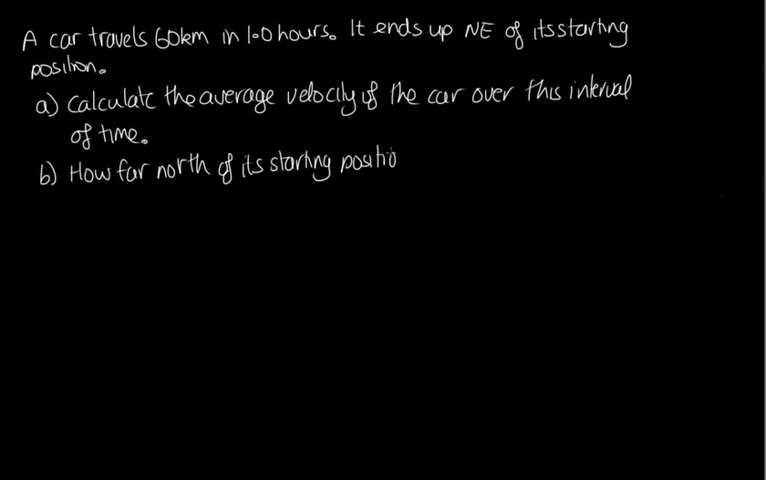 A car travels 60km in 1.0 hours. It ends up NE of its starting
position.
a) Calculate the average velocity of the car over this interval
of time.
b) How far north of its starting positio